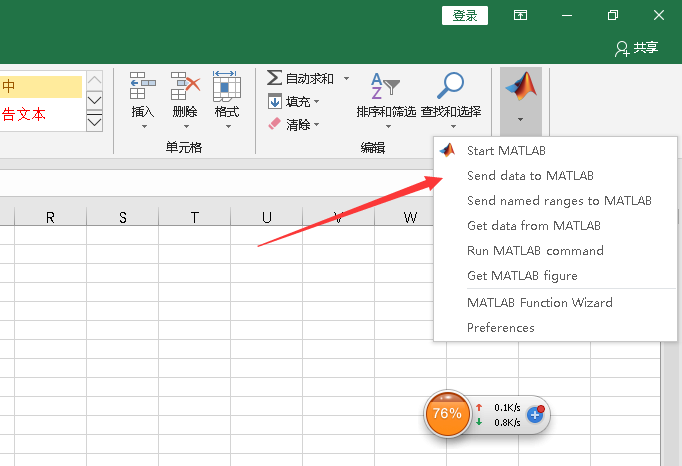 登录
共享
中
告文本
插入
删除
格式
单元格
自动求和
填充
清除
排序和筛选
查找和选择
编辑
Start MATLAB
Send data to MATLAB
Send named ranges to MATLAB
Get data from MATLAB
Run MATLAB command
Get MATLAB figure
MATLAB Function Wizard
Preferences
R S T U V W
76%
0.1K/s
0.8K/s